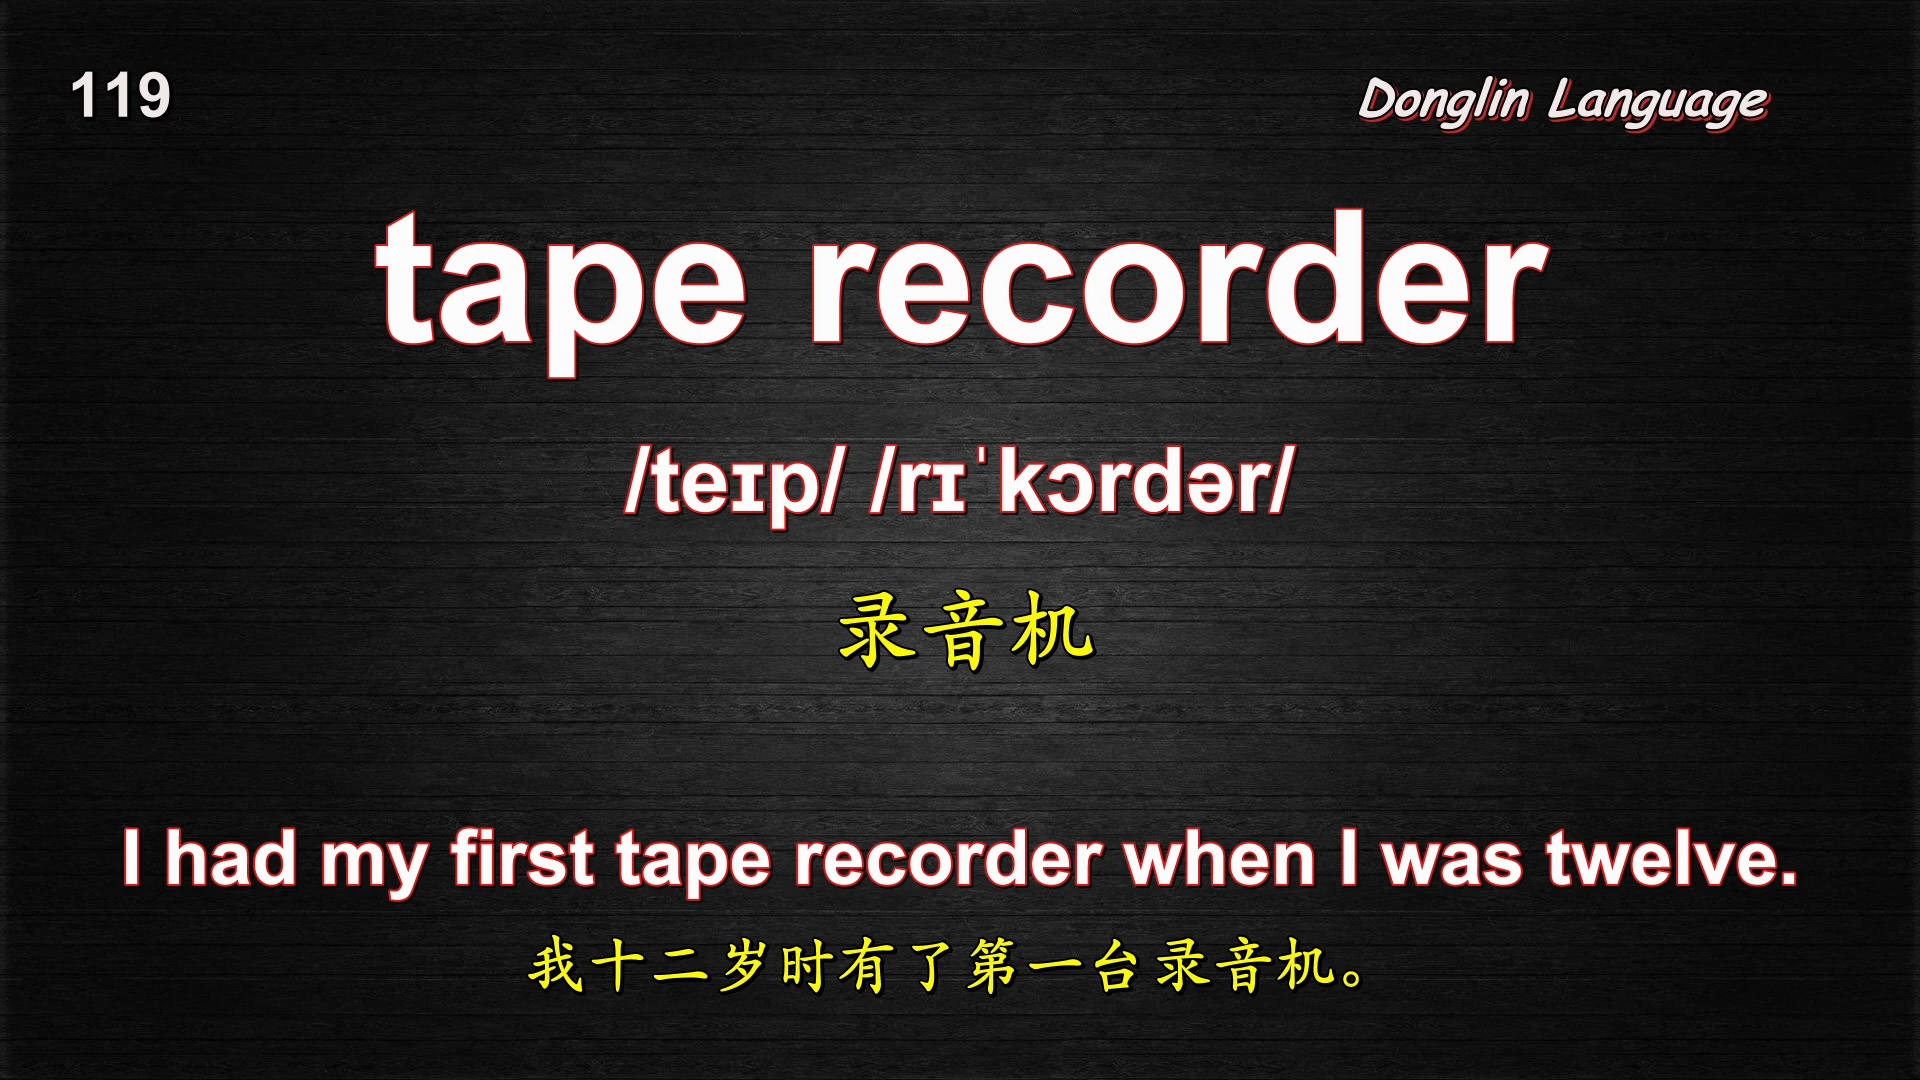 119
Donglin Language
tape recorder
/teɪp/ /rɪˈkɔrdər/
录音机
I had my first tape recorder when I was twelve.
我十二岁时有了第一台录音机。